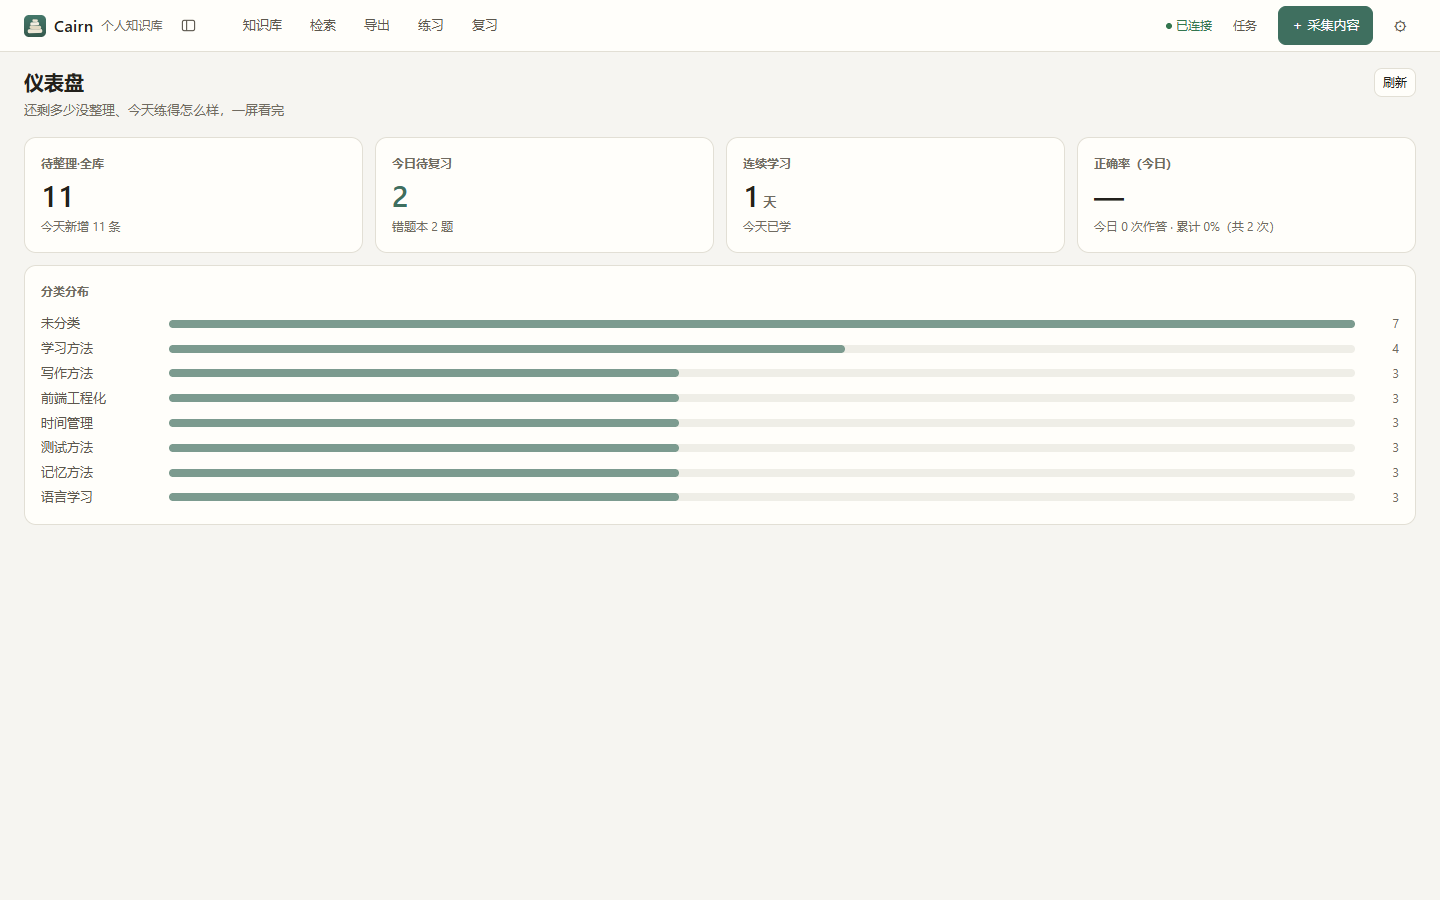 Cairn 个人知识库 知识库 检索 导出 练习 复习 已连接 任务 + 采集内容
仪表盘 刷新
还剩多少没整理、今天练得怎么样，一屏看完
待整理·全库 今日待复习 连续学习 正确率（今日）
11 2 1 天 —
今天新增 11 条 错题本 2 题 今天已学 今日 0 次作答 · 累计 0%（共 2 次）
分类分布
未分类 7
学习方法 4
写作方法 3
前端工程化 3
时间管理 3
测试方法 3
记忆方法 3
语言学习 3